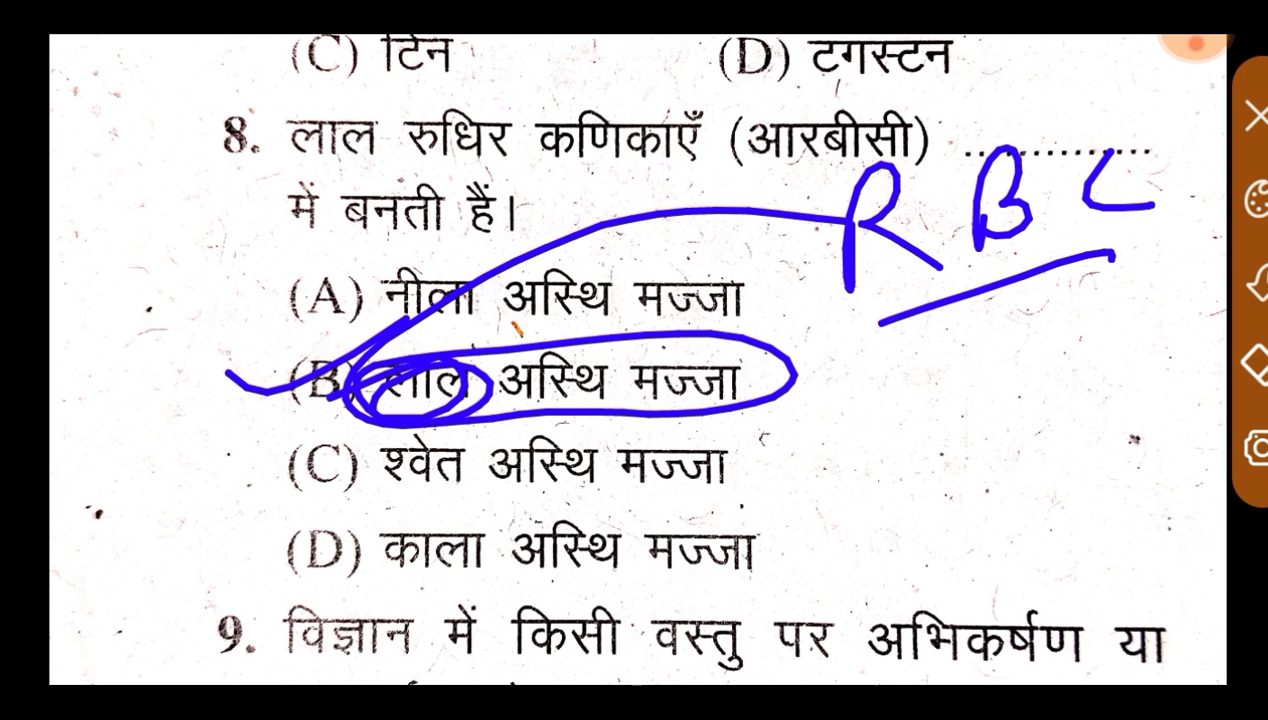 (C) टिन (D) टंगस्टन
8. लाल रुधिर कणिकाएँ (आरबीसी) ..............
में बनती हैं।
R B C
(A) नीला अस्थि मज्जा
(B) लाल अस्थि मज्जा
(C) श्वेत अस्थि मज्जा
(D) काला अस्थि मज्जा
9. विज्ञान में किसी वस्तु पर अभिकर्षण या